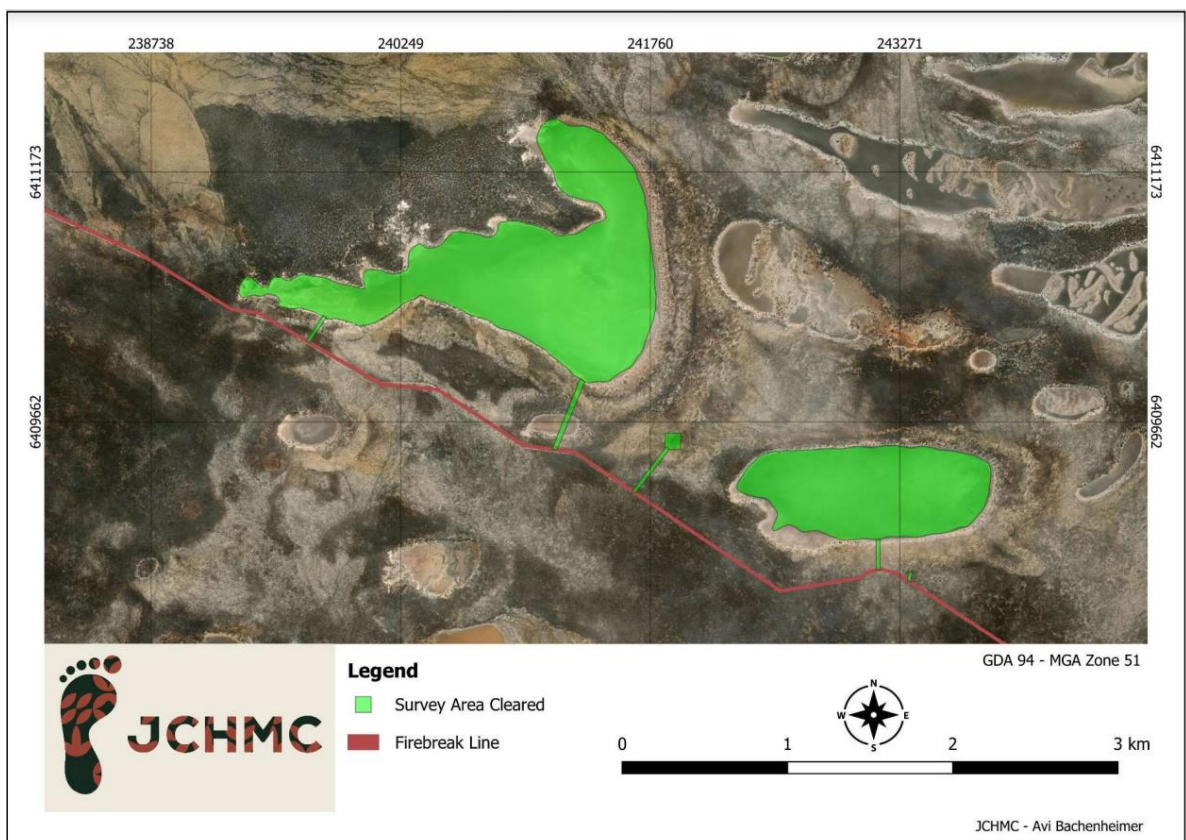 238738 240249 241760 243271
6411173 6411173
6409662 6409662
GDA 94 - MGA Zone 51
JCHMC
Legend
Survey Area Cleared
Firebreak Line
N
W E
S
0 1 2 3 km
JCHMC - Avi Bachenheimer